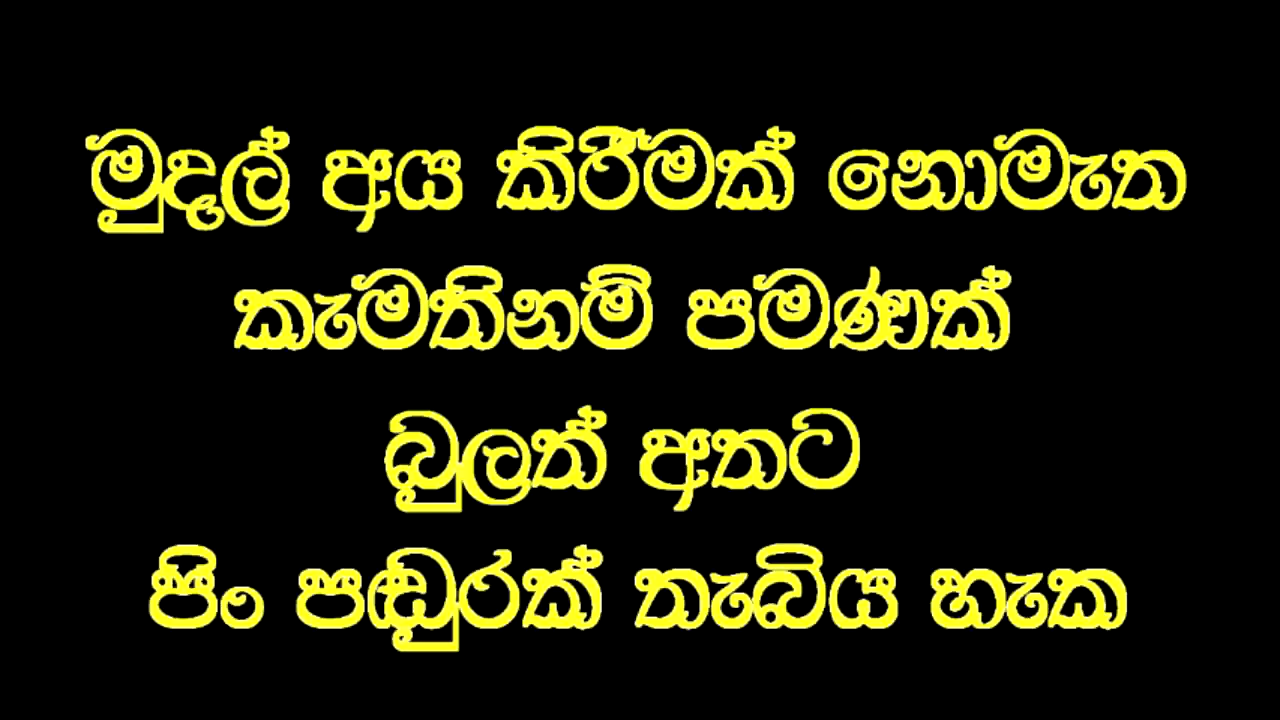 මුදල් අය කිරීමක් නොමැත
කැමතිනම් පමණක්
බුලත් අතට
පිං පඬුරක් තැබිය හැක